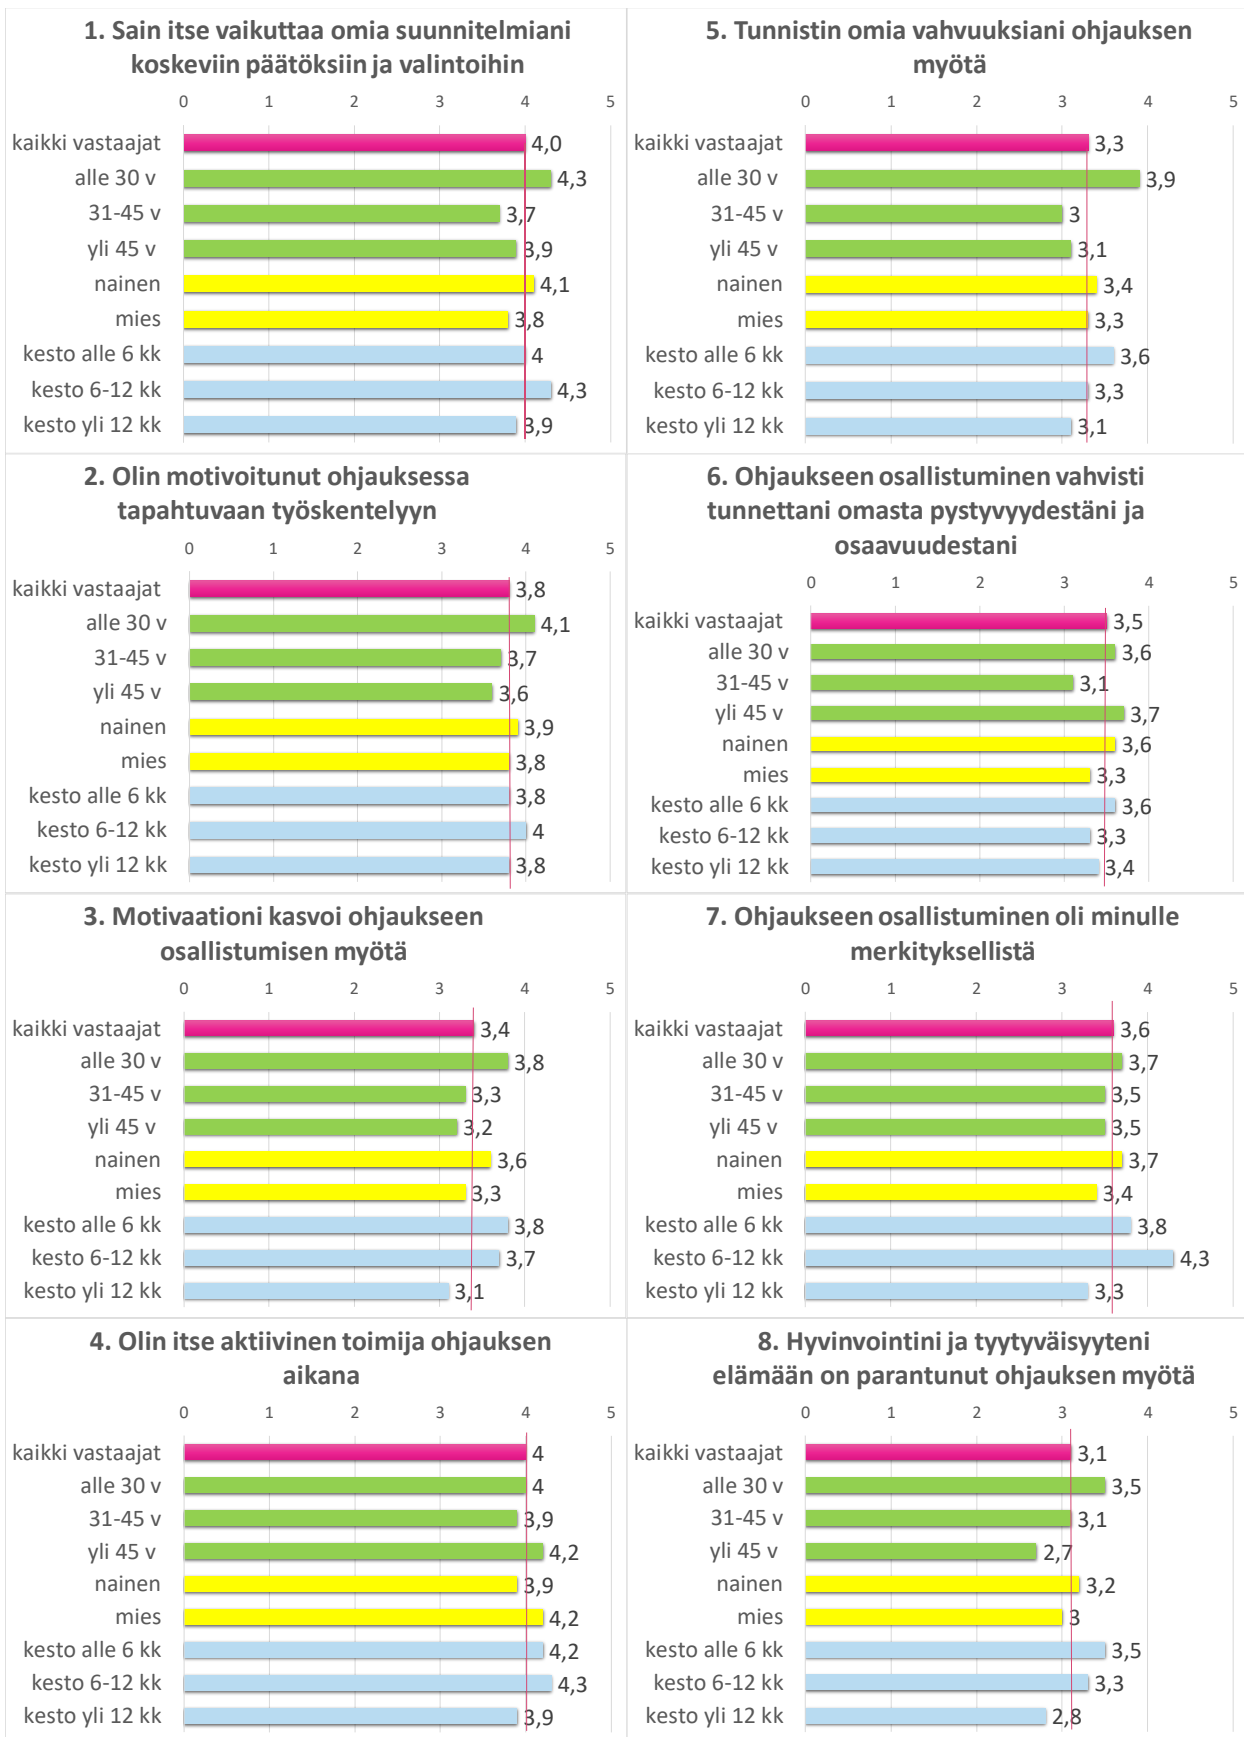 1. Sain itse vaikuttaa omia suunnitelmiani
koskeviin päätöksiin ja valintoihin
0 1 2 3 4 5
kaikki vastaajat 4,0
alle 30 v 4,3
31-45 v 3,7
yli 45 v 3,9
nainen 4,1
mies 3,8
kesto alle 6 kk 4
kesto 6-12 kk 4,3
kesto yli 12 kk 3,9
2. Olin motivoitunut ohjauksessa
tapahtuvaan työskentelyyn
0 1 2 3 4 5
kaikki vastaajat 3,8
alle 30 v 4,1
31-45 v 3,7
yli 45 v 3,6
nainen 3,9
mies 3,8
kesto alle 6 kk 3,8
kesto 6-12 kk 4
kesto yli 12 kk 3,8
3. Motivaationi kasvoi ohjaukseen
osallistumisen myötä
0 1 2 3 4 5
kaikki vastaajat 3,4
alle 30 v 3,8
31-45 v 3,3
yli 45 v 3,2
nainen 3,6
mies 3,3
kesto alle 6 kk 3,8
kesto 6-12 kk 3,7
kesto yli 12 kk 3,1
4. Olin itse aktiivinen toimija ohjauksen
aikana
0 1 2 3 4 5
kaikki vastaajat 4
alle 30 v 4
31-45 v 3,9
yli 45 v 4,2
nainen 3,9
mies 4,2
kesto alle 6 kk 4,2
kesto 6-12 kk 4,3
kesto yli 12 kk 3,9
5. Tunnistin omia vahvuuksiani ohjauksen
myötä
0 1 2 3 4 5
kaikki vastaajat 3,3
alle 30 v 3,9
31-45 v 3
yli 45 v 3,1
nainen 3,4
mies 3,3
kesto alle 6 kk 3,6
kesto 6-12 kk 3,3
kesto yli 12 kk 3,1
6. Ohjaukseen osallistuminen vahvisti
tunnettani omasta pystyvyydestäni ja
osaavuudestani
0 1 2 3 4 5
kaikki vastaajat 3,5
alle 30 v 3,6
31-45 v 3,1
yli 45 v 3,7
nainen 3,6
mies 3,3
kesto alle 6 kk 3,6
kesto 6-12 kk 3,3
kesto yli 12 kk 3,4
7. Ohjaukseen osallistuminen oli minulle
merkityksellistä
0 1 2 3 4 5
kaikki vastaajat 3,6
alle 30 v 3,7
31-45 v 3,5
yli 45 v 3,5
nainen 3,7
mies 3,4
kesto alle 6 kk 3,8
kesto 6-12 kk 4,3
kesto yli 12 kk 3,3
8. Hyvinvointini ja tyytyväisyyteni
elämään on parantunut ohjauksen myötä
0 1 2 3 4 5
kaikki vastaajat 3,1
alle 30 v 3,5
31-45 v 3,1
yli 45 v 2,7
nainen 3,2
mies 3
kesto alle 6 kk 3,5
kesto 6-12 kk 3,3
kesto yli 12 kk 2,8